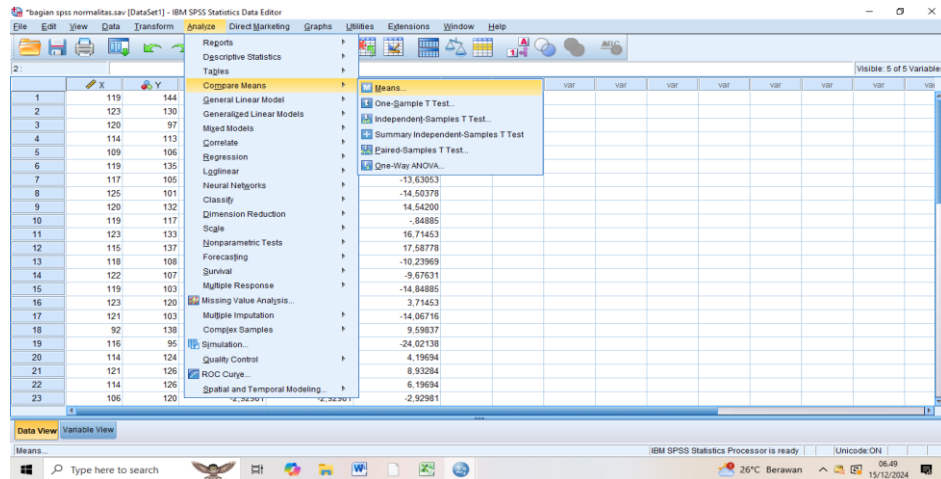 *bagian spss normalitas.sav [DataSet1] - IBM SPSS Statistics Data Editor
File Edit View Data Transform Analyze Direct Marketing Graphs Utilities Extensions Window Help
2 :
Visible: 5 of 5 Variables
X Y var var var var var var
Reports
Descriptive Statistics
Tables
Compare Means
General Linear Model
Generalized Linear Models
Mixed Models
Correlate
Regression
Loglinear
Neural Networks
Classify
Dimension Reduction
Scale
Nonparametric Tests
Forecasting
Survival
Multiple Response
Missing Value Analysis...
Multiple Imputation
Complex Samples
Simulation...
Quality Control
ROC Curve...
Spatial and Temporal Modeling...
Means...
One-Sample T Test...
Independent-Samples T Test...
Summary Independent-Samples T Test
Paired-Samples T Test...
One-Way ANOVA...
1 119 144
2 123 130
3 120 97
4 114 113
5 109 106
6 119 135
7 117 105 -13,63053
8 125 101 -14,50378
9 120 132 14,54200
10 119 117 -,84885
11 123 133 16,71453
12 115 137 17,58778
13 118 108 -10,23969
14 122 107 -9,67631
15 119 103 -14,84885
16 123 120 3,71453
17 121 103 -14,06716
18 92 138 9,59837
19 116 95 -24,02138
20 114 124 4,19694
21 121 126 8,93284
22 114 126 6,19694
23 106 120 -2,92981 -2,92981 -2,92981
Data View Variable View
Means...
IBM SPSS Statistics Processor is ready Unicode:ON
Type here to search
26°C Berawan
06.49
15/12/2024